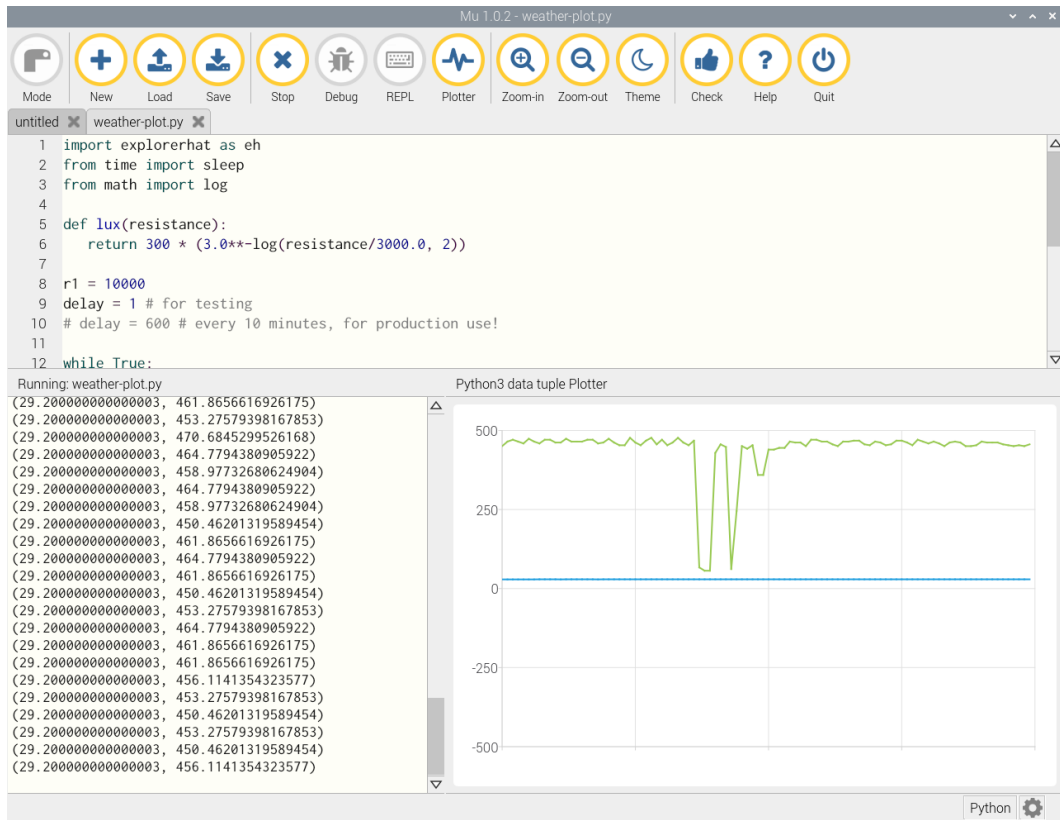 Mu 1.0.2 - weather-plot.py
Mode New Load Save Stop Debug REPL Plotter Zoom-in Zoom-out Theme Check Help Quit
untitled weather-plot.py
1 import explorerhat as eh
2 from time import sleep
3 from math import log
4
5 def lux(resistance):
6    return 300 * (3.0**-log(resistance/3000.0, 2))
7
8 r1 = 10000
9 delay = 1 # for testing
10 # delay = 600 # every 10 minutes, for production use!
11
12 while True:
Running: weather-plot.py
(29.200000000000003, 461.8656616926175)
(29.200000000000003, 453.27579398167853)
(29.200000000000003, 470.6845299526168)
(29.200000000000003, 464.7794380905922)
(29.200000000000003, 458.97732680624904)
(29.200000000000003, 464.7794380905922)
(29.200000000000003, 458.97732680624904)
(29.200000000000003, 450.46201319589454)
(29.200000000000003, 461.8656616926175)
(29.200000000000003, 464.7794380905922)
(29.200000000000003, 461.8656616926175)
(29.200000000000003, 450.46201319589454)
(29.200000000000003, 453.27579398167853)
(29.200000000000003, 464.7794380905922)
(29.200000000000003, 461.8656616926175)
(29.200000000000003, 461.8656616926175)
(29.200000000000003, 456.1141354323577)
(29.200000000000003, 453.27579398167853)
(29.200000000000003, 450.46201319589454)
(29.200000000000003, 453.27579398167853)
(29.200000000000003, 450.46201319589454)
(29.200000000000003, 456.1141354323577)
Python3 data tuple Plotter
500
250
0
-250
-500
Python